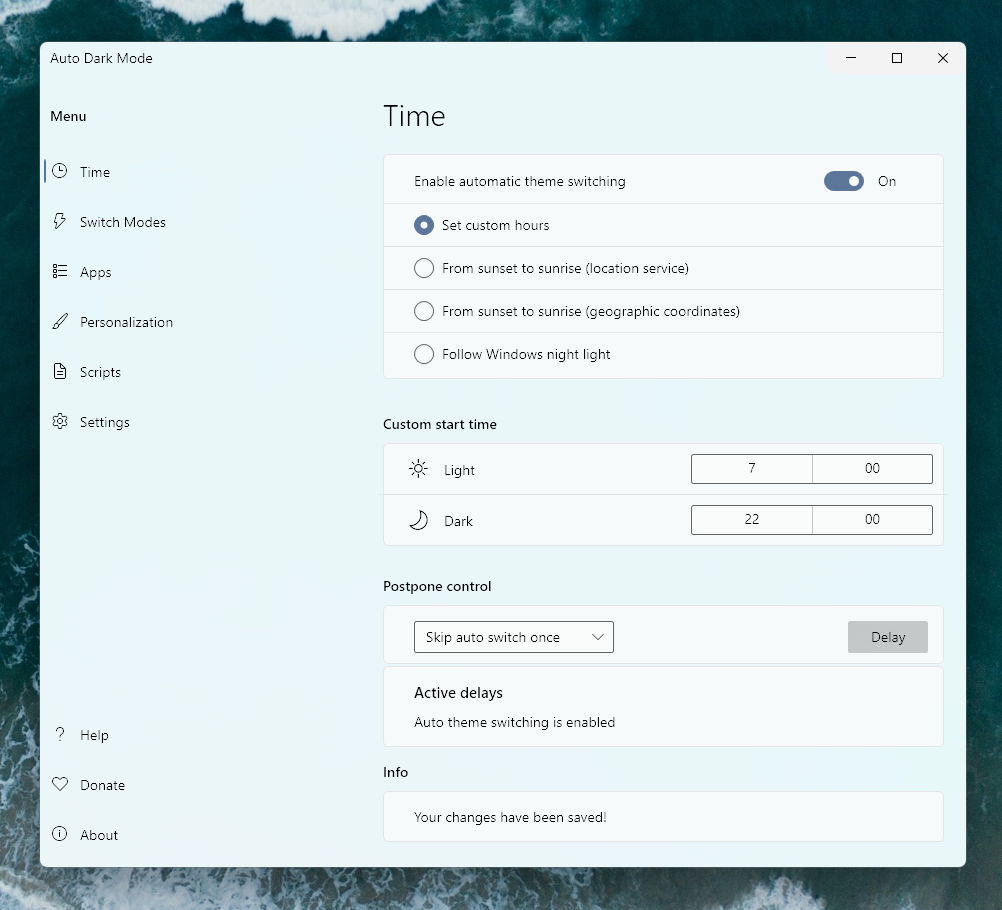 Auto Dark Mode
Menu
Time
Switch Modes
Apps
Personalization
Scripts
Settings
Help
Donate
About
Time
Enable automatic theme switching On
Set custom hours
From sunset to sunrise (location service)
From sunset to sunrise (geographic coordinates)
Follow Windows night light
Custom start time
Light 7 00
Dark 22 00
Postpone control
Skip auto switch once Delay
Active delays
Auto theme switching is enabled
Info
Your changes have been saved!